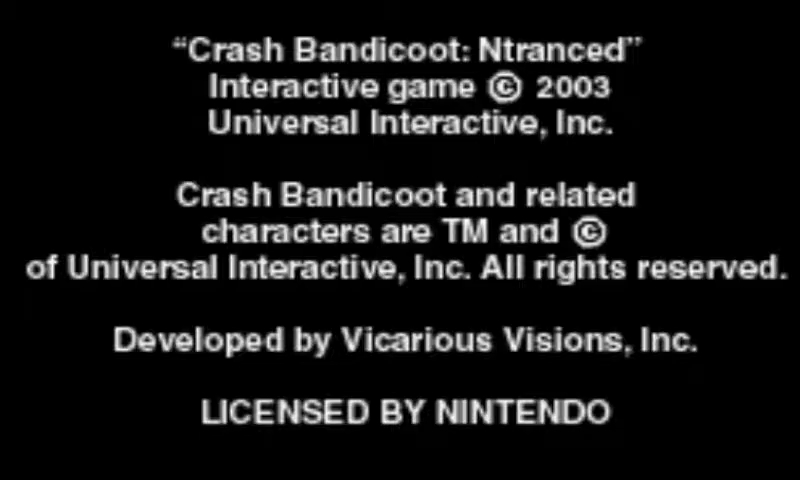 “Crash Bandicoot: Ntranced”
Interactive game © 2003
Universal Interactive, Inc.
Crash Bandicoot and related
characters are TM and ©
of Universal Interactive, Inc. All rights reserved.
Developed by Vicarious Visions, Inc.
LICENSED BY NINTENDO